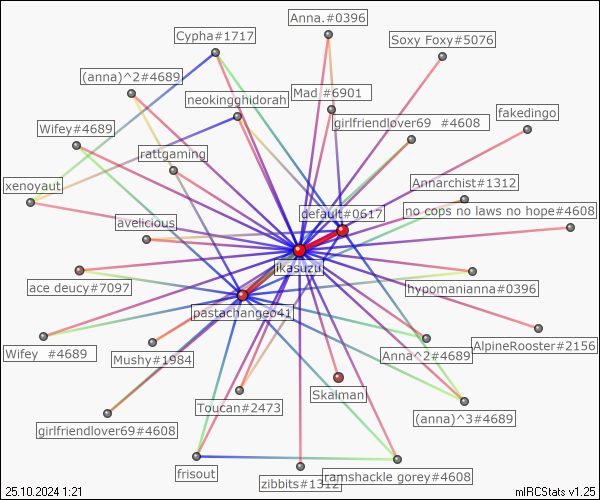 Anna.#0396
Cypha#1717
Soxy Foxy#5076
(anna)^2#4689
Mad #6901
neokingghidorah
fakedingo
girlfriendlover69 #4608
Wifey#4689
rattgaming
xenoyaut
Annarchist#1312
default#0617
no cops no laws no hope#4608
avelicious
jkasuzu
ace deucy#7097
hypomanianna#0396
pastachangeo41
AlpineRooster#2156
Wifey #4689
Mushy#1984
Anna^2#4689
Skalman
Toucan#2473
(anna)^3#4689
girlfriendlover69#4608
frisout
zibbits#1312
ramshackle gorey#4608
25.10.2024 1:21
mIRCStats v1.25